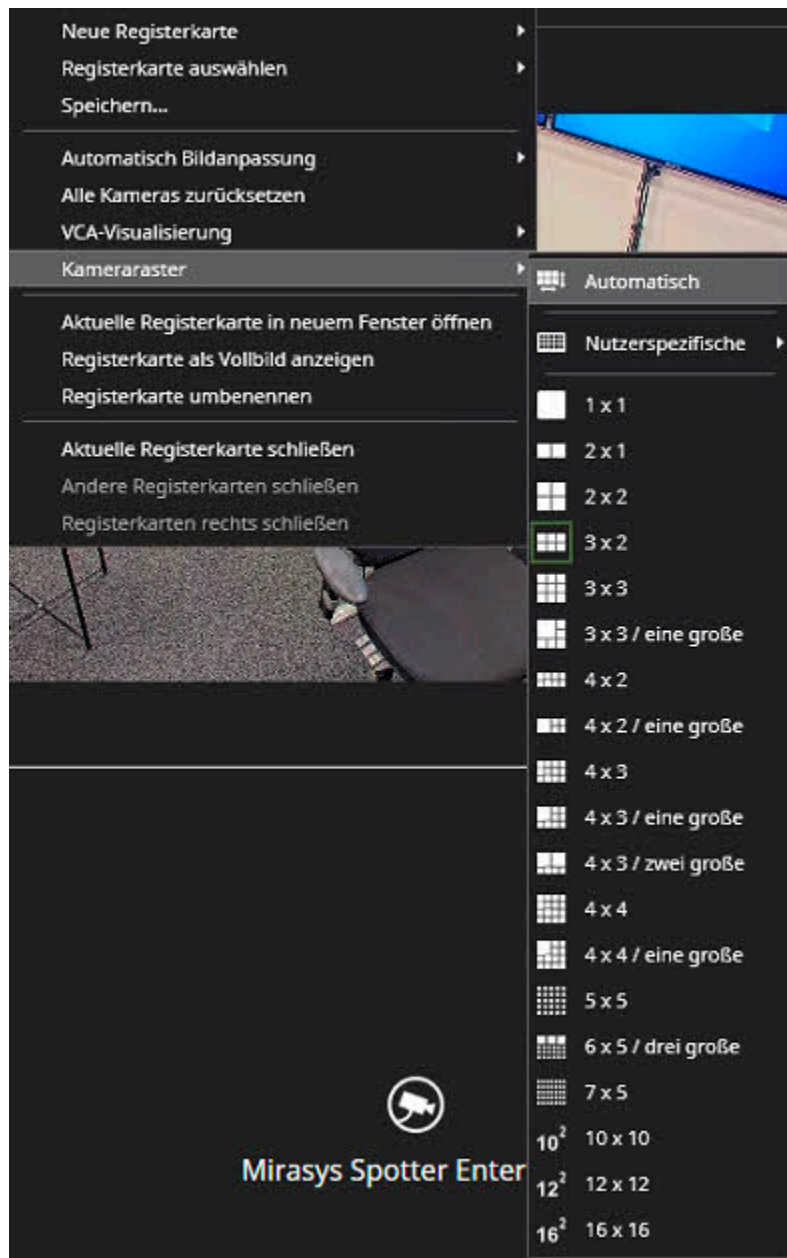 Neue Registerkarte
Registerkarte auswählen
Speichern...
Automatisch Bildanpassung
Alle Kameras zurücksetzen
VCA-Visualisierung
Kameraraster
Aktuelle Registerkarte in neuem Fenster öffnen
Registerkarte als Vollbild anzeigen
Registerkarte umbenennen
Aktuelle Registerkarte schließen
Andere Registerkarten schließen
Registerkarten rechts schließen
Automatisch
Nutzerspezifische
1 x 1
2 x 1
2 x 2
3 x 2
3 x 3
3 x 3 / eine große
4 x 2
4 x 2 / eine große
4 x 3
4 x 3 / eine große
4 x 3 / zwei große
4 x 4
4 x 4 / eine große
5 x 5
6 x 5 / drei große
7 x 5
10² 10 x 10
12² 12 x 12
16² 16 x 16
Mirasys Spotter Enter